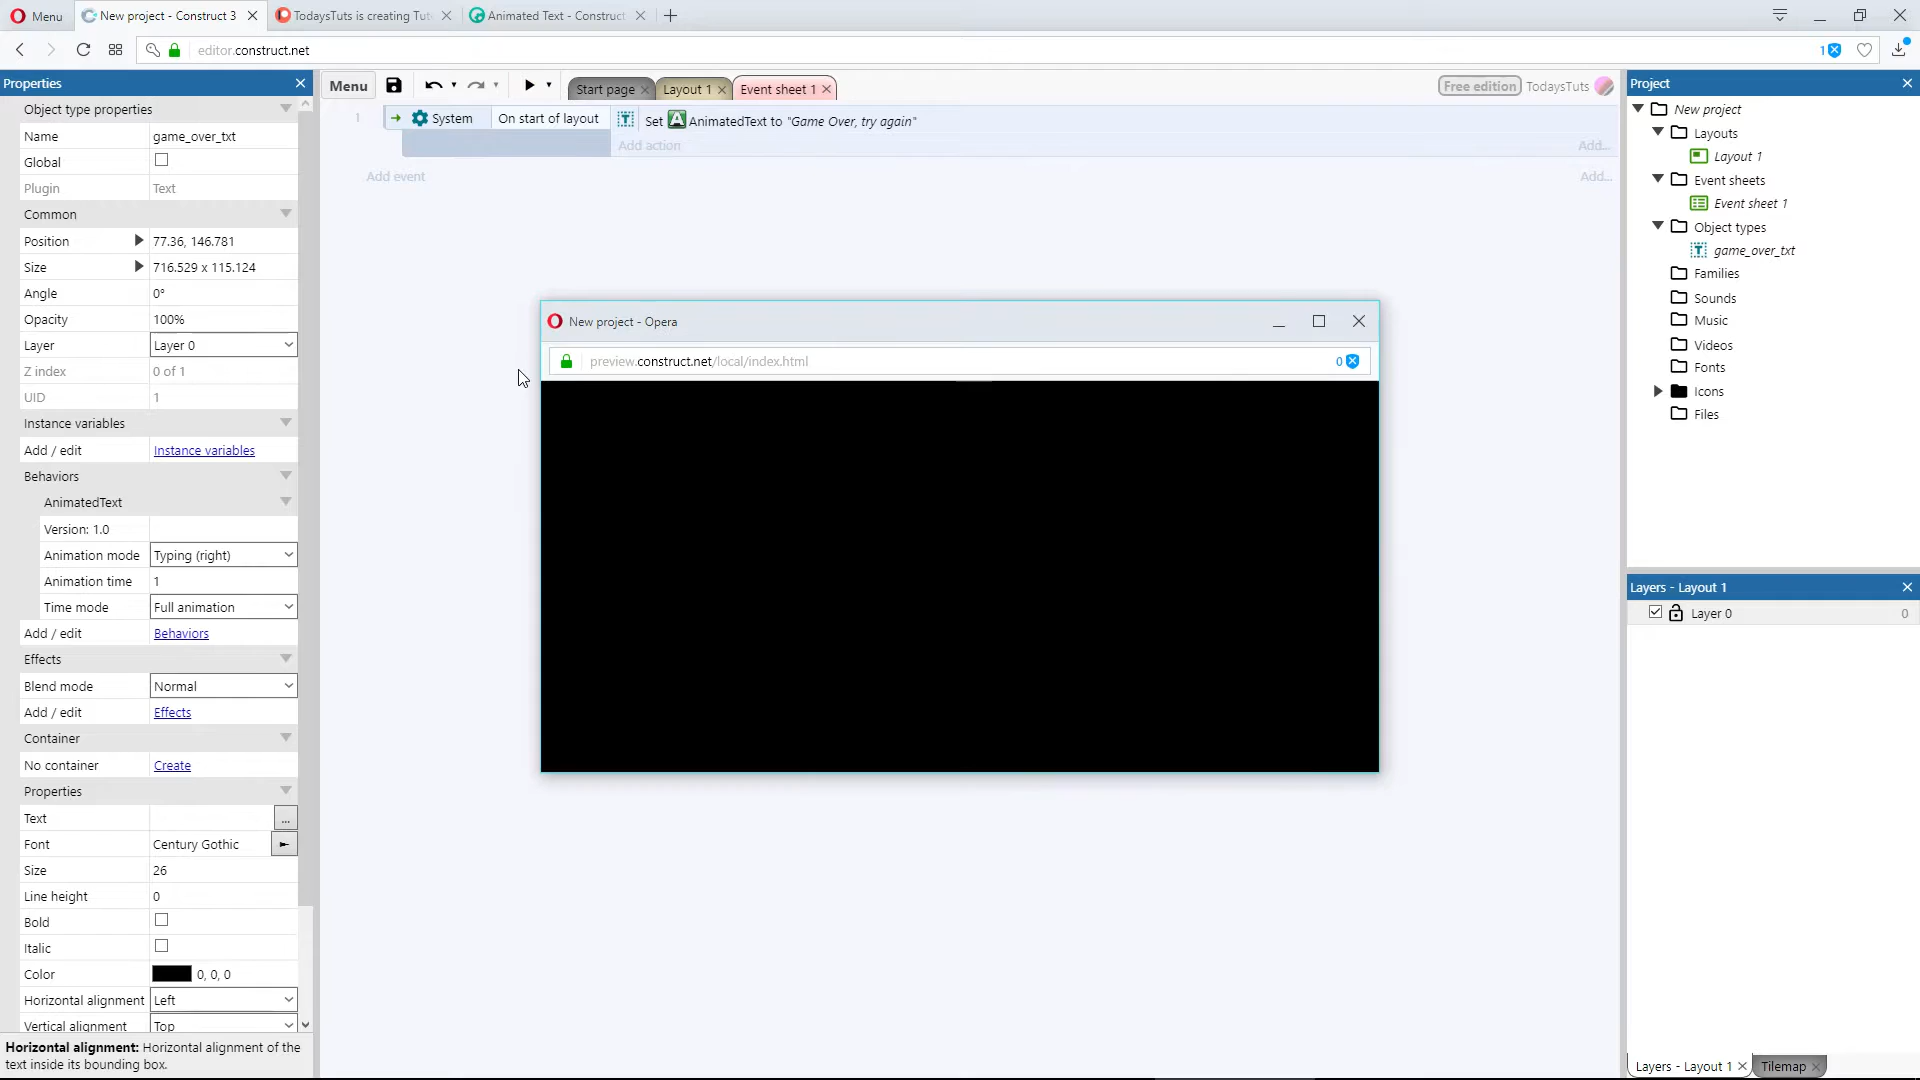 Menu
New project - Construct 3
TodaysTuts is creating Tut
Animated Text - Construct
editor.construct.net
1
Properties
Menu
Start page
Layout 1
Event sheet 1
Free edition
TodaysTuts
Project
Object type properties
Name game_over_txt
Global
Plugin Text
Common
Position 77.36, 146.781
Size 716.529 x 115.124
Angle 0°
Opacity 100%
Layer Layer 0
Z index 0 of 1
UID 1
Instance variables
Add / edit Instance variables
Behaviors
AnimatedText
Version: 1.0
Animation mode Typing (right)
Animation time 1
Time mode Full animation
Add / edit Behaviors
Effects
Blend mode Normal
Add / edit Effects
Container
No container Create
Properties
Text ...
Font Century Gothic
Size 26
Line height 0
Bold
Italic
Color 0, 0, 0
Horizontal alignment Left
Vertical alignment Top
Horizontal alignment: Horizontal alignment of the
text inside its bounding box.
1 System On start of layout Set AnimatedText to "Game Over, try again"
Add action Add...
Add event Add...
New project - Opera
preview.construct.net/local/index.html 0
New project
Layouts
Layout 1
Event sheets
Event sheet 1
Object types
game_over_txt
Families
Sounds
Music
Videos
Fonts
Icons
Files
Layers - Layout 1
Layer 0 0
Layers - Layout 1
Tilemap